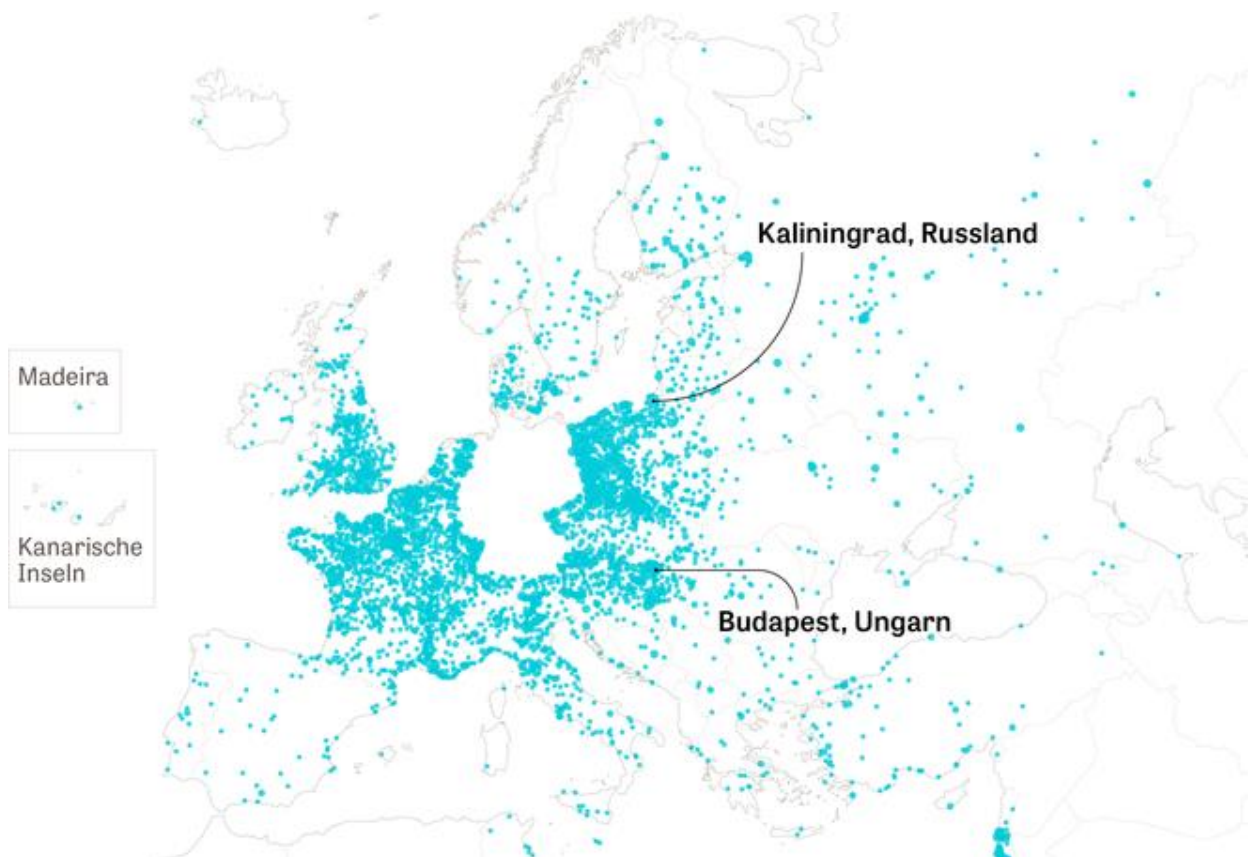 Kaliningrad, Russland
Madeira
Kanarische
Inseln
Budapest, Ungarn